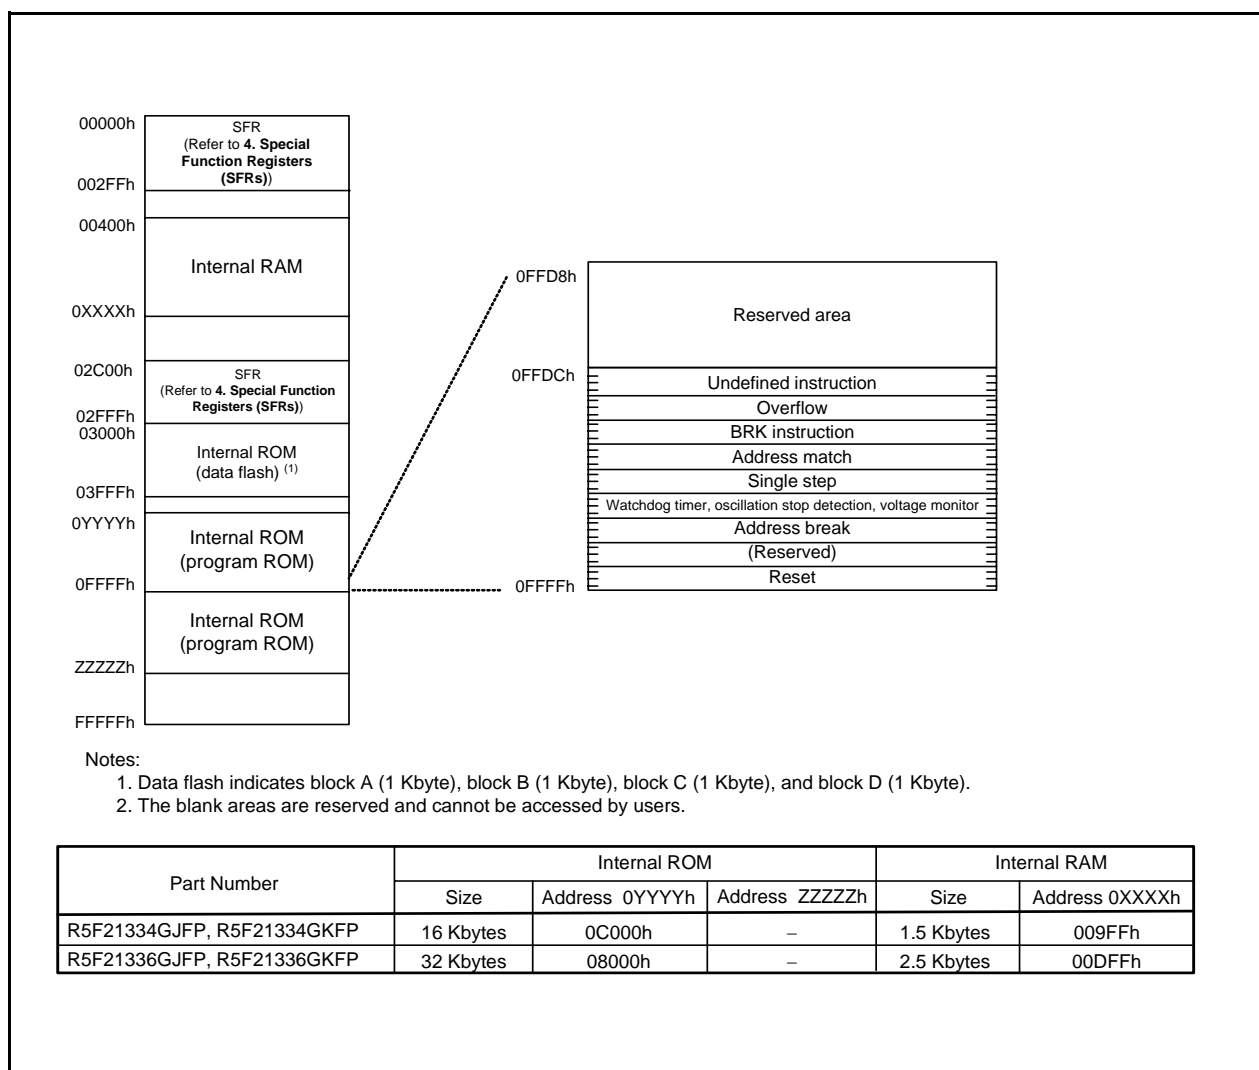 00000h
SFR
(Refer to 4. Special
Function Registers
(SFRs))
002FFh
00400h
Internal RAM
0XXXXh
02C00h
SFR
(Refer to 4. Special Function
Registers (SFRs))
02FFFh
03000h
Internal ROM
(data flash) (1)
03FFFh
0YYYYh
Internal ROM
(program ROM)
0FFFFh
Internal ROM
(program ROM)
ZZZZZh
FFFFFh
0FFD8h
Reserved area
0FFDCh
Undefined instruction
Overflow
BRK instruction
Address match
Single step
Watchdog timer, oscillation stop detection, voltage monitor
Address break
(Reserved)
Reset
0FFFFh
Notes:
1. Data flash indicates block A (1 Kbyte), block B (1 Kbyte), block C (1 Kbyte), and block D (1 Kbyte).
2. The blank areas are reserved and cannot be accessed by users.
Part Number Internal ROM Internal RAM
Size Address 0YYYYh Address ZZZZZh Size Address 0XXXXh
R5F21334GJFP, R5F21334GKFP 16 Kbytes 0C000h – 1.5 Kbytes 009FFh
R5F21336GJFP, R5F21336GKFP 32 Kbytes 08000h – 2.5 Kbytes 00DFFh